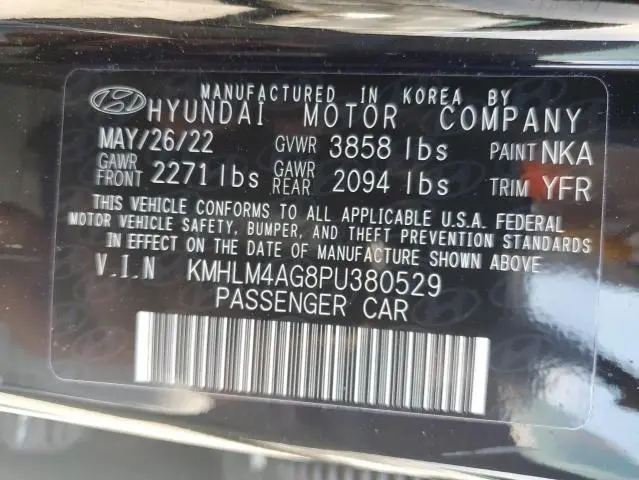 MANUFACTURED IN KOREA BY
HYUNDAI MOTOR COMPANY
MAY/26/22 GVWR 3858 lbs PAINT NKA
GAWR FRONT 2271 lbs GAWR REAR 2094 lbs TRIM YFR
THIS VEHICLE CONFORMS TO ALL APPLICABLE U.S.A. FEDERAL
MOTOR VEHICLE SAFETY, BUMPER, AND THEFT PREVENTION STANDARDS
IN EFFECT ON THE DATE OF MANUFACTURE SHOWN ABOVE.
V.I.N KMHLM4AG8PU380529
PASSENGER CAR